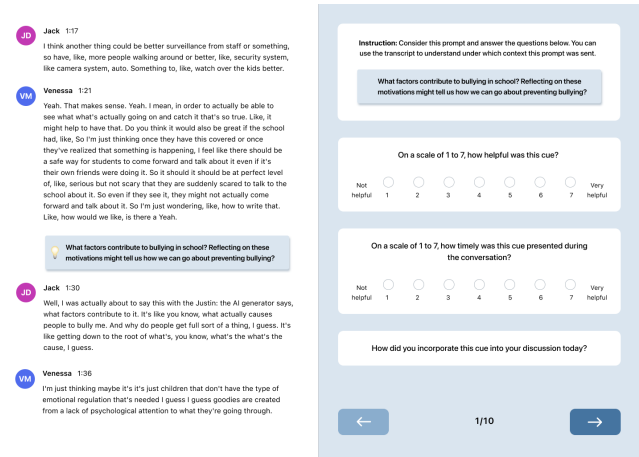 JD
Jack 1:17
I think another thing could be better surveillance from staff or something,
so have, like, more people walking around or better, like, security system,
like camera system, auto. Something to, like, watch over the kids better.
VM
Venessa 1:21
Yeah. That makes sense. Yeah. I mean, in order to actually be able to
see what what's actually going on and catch it that's so true. Like, it
might help to have that. Do you think it would also be great if the school
had, like, So I'm just thinking once they have this covered or once
they've realized that something is happening, I feel like there should be
a safe way for students to come forward and talk about it even if it's
their own friends were doing it. So it should it should be at perfect level
of, like, serious but not scary that they are suddenly scared to talk to the
school about it. So even if they see it, they might not actually come
forward and talk about it. So I'm just wondering, like, how to write that.
Like, how would we like, is there a Yeah.
What factors contribute to bullying in school? Reflecting on these
motivations might tell us how we can go about preventing bullying?
JD
Jack 1:30
Well, I was actually about to say this with the Justin: the AI generator says,
what factors contribute to it. It's like you know, what actually causes
people to bully me. And why do people get full sort of a thing, I guess. It's
like getting down to the root of what's, you know, what's the what's the
cause, I guess.
VM
Venessa 1:36
I'm just thinking maybe it's it's just children that don't have the type of
emotional regulation that's needed I guess I guess goodies are created
from a lack of psychological attention to what they're going through.
Instruction: Consider this prompt and answer the questions below. You can
use the transcript to understand under which context this prompt was sent.
What factors contribute to bullying in school? Reflecting on these
motivations might tell us how we can go about preventing bullying?
On a scale of 1 to 7, how helpful was this cue?
Not helpful 1 2 3 4 5 6 7 Very helpful
On a scale of 1 to 7, how timely was this cue presented during
the conversation?
Not helpful 1 2 3 4 5 6 7 Very helpful
How did you incorporate this cue into your discussion today?
1/10